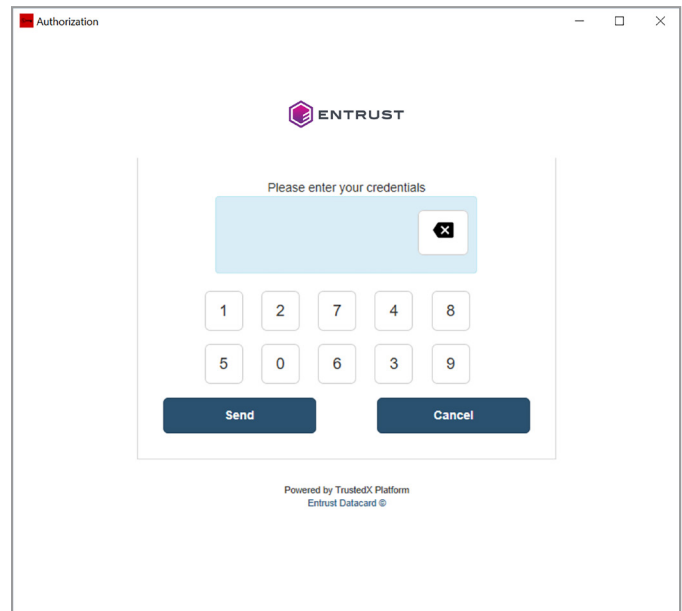 Authorization
ENTRUST
Please enter your credentials
1 2 7 4 8
5 0 6 3 9
Send Cancel
Powered by TrustedX Platform
Entrust Datacard ©